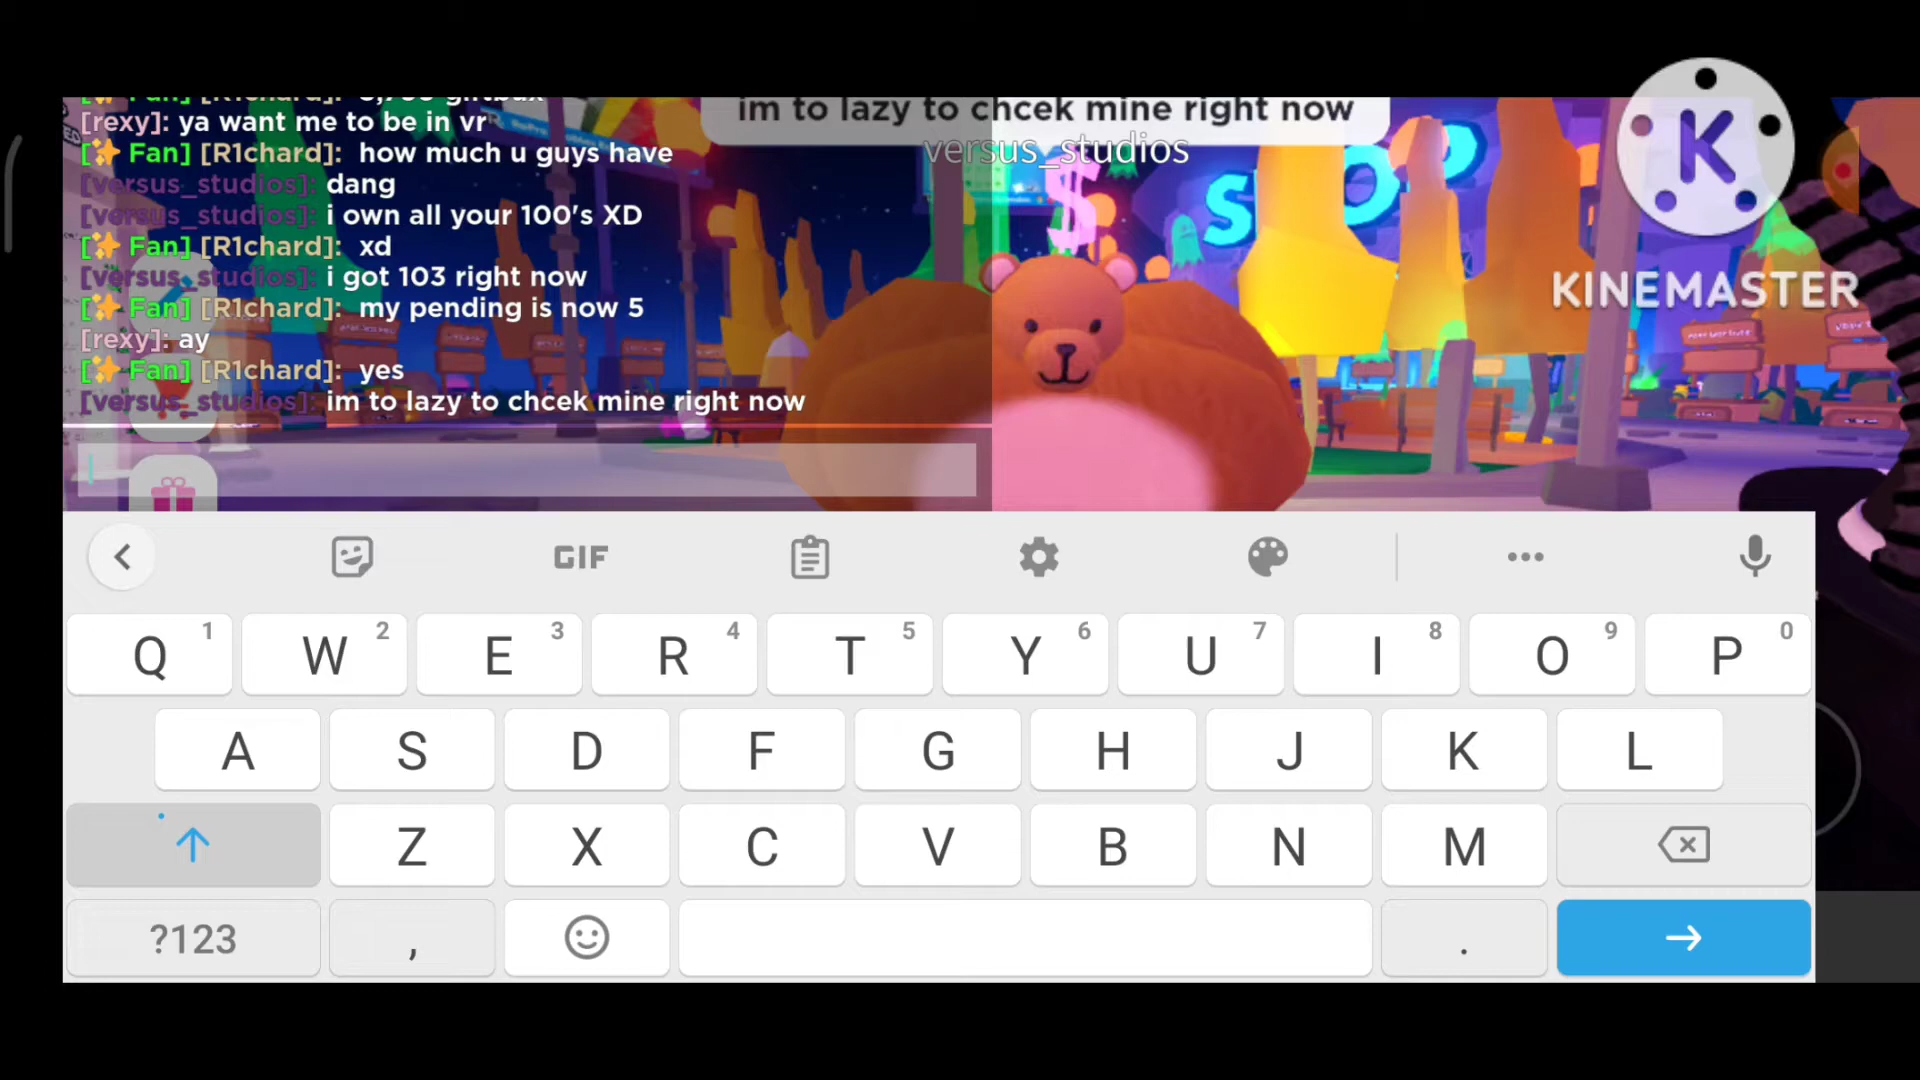 [✨ Fan] [R1chard]:
[rexy]: ya want me to be in vr
[✨ Fan] [R1chard]: how much u guys have
[versus_studios]: dang
[versus_studios]: i own all your 100's XD
[✨ Fan] [R1chard]: xd
[versus_studios]: i got 103 right now
[✨ Fan] [R1chard]: my pending is now 5
[rexy]: ay
[✨ Fan] [R1chard]: yes
[versus_studios]: im to lazy to chcek mine right now
im to lazy to chcek mine right now
versus_studios
$
K
KINEMASTER
GIF
Q 1 W 2 E 3 R 4 T 5 Y 6 U 7 I 8 O 9 P 0
A S D F G H J K L
Z X C V B N M
?123 , .